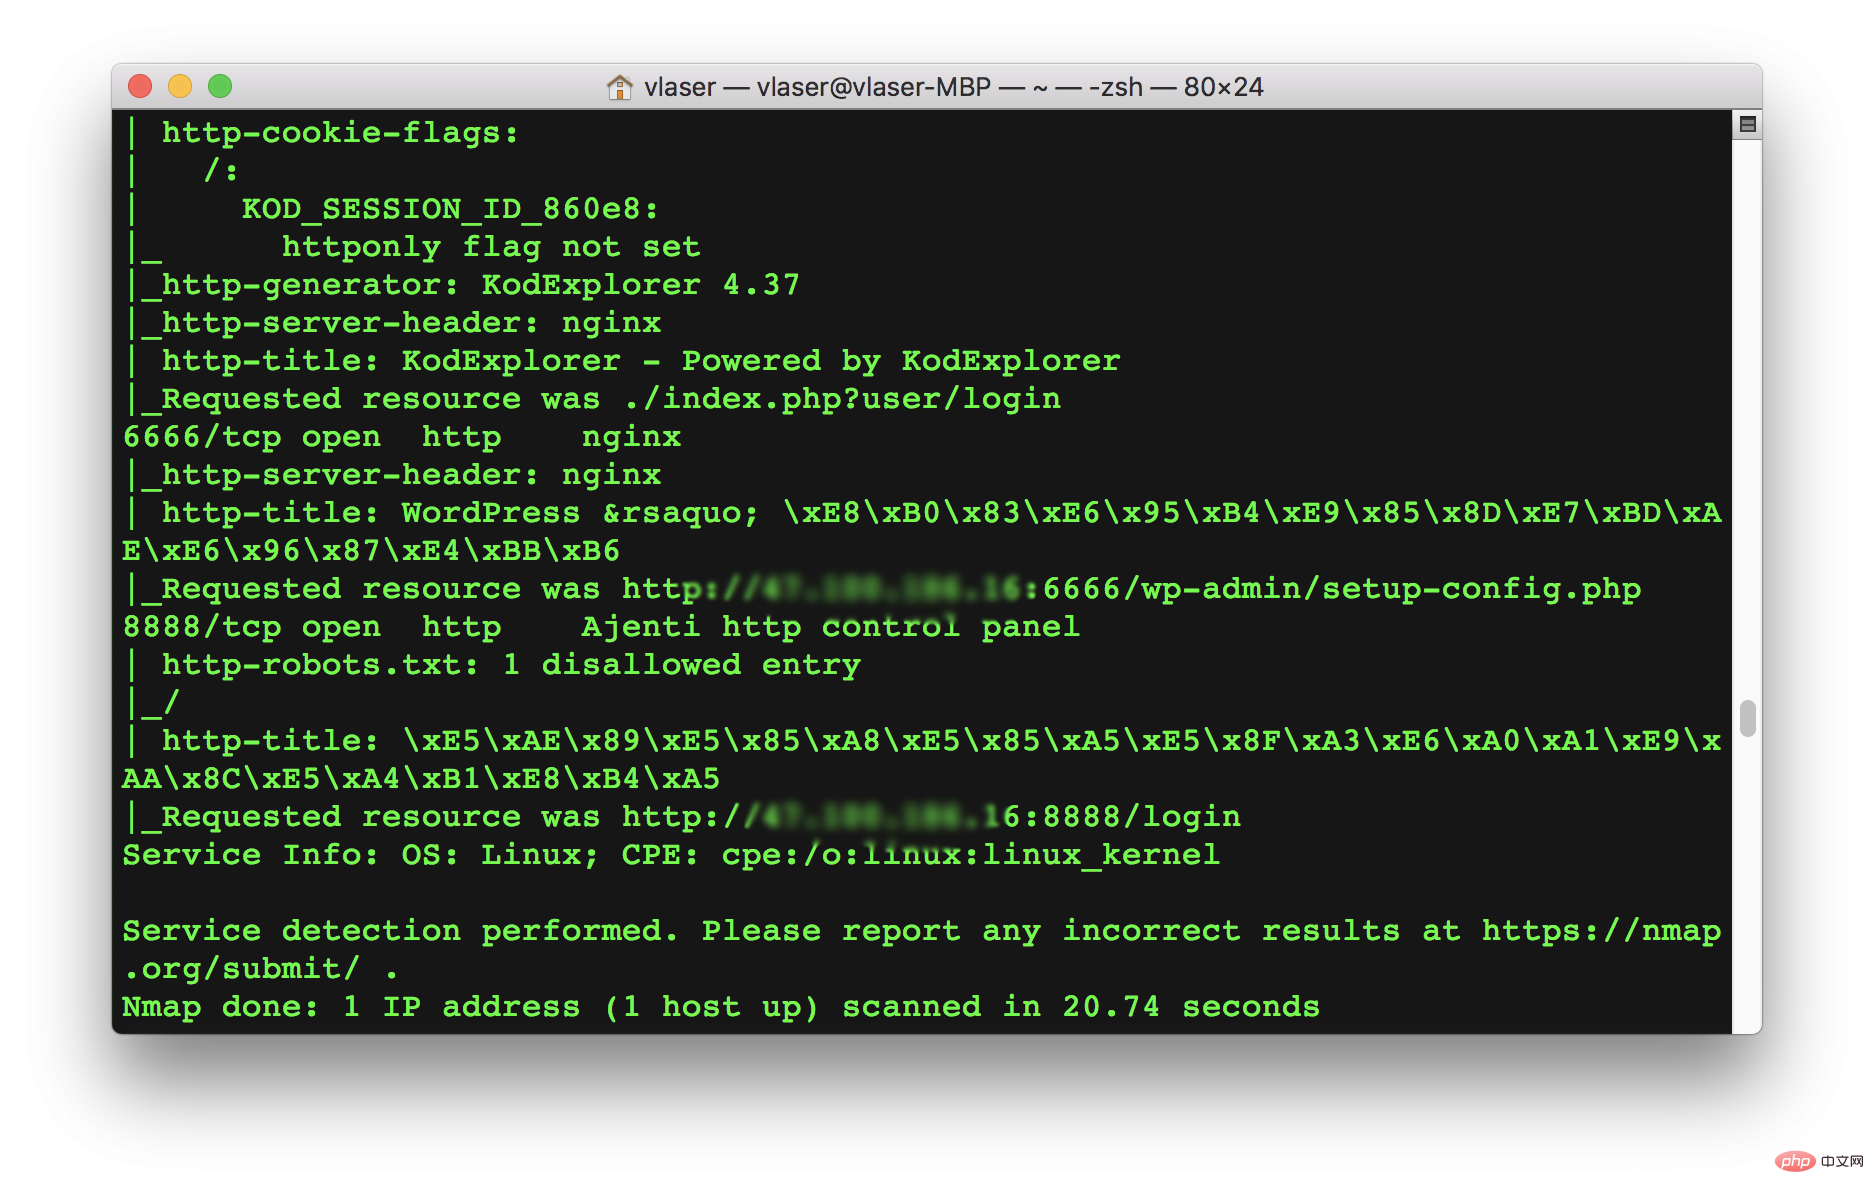 vlaser — vlaser@vlaser-MBP — ~ — -zsh — 80×24
| http-cookie-flags:
|   /:
|     KOD_SESSION_ID_860e8:
|_      httponly flag not set
|_http-generator: KodExplorer 4.37
|_http-server-header: nginx
| http-title: KodExplorer - Powered by KodExplorer
|_Requested resource was ./index.php?user/login
6666/tcp open  http    nginx
|_http-server-header: nginx
| http-title: WordPress &rsaquo; \xE8\xB0\x83\xE6\x95\xB4\xE9\x85\x8D\xE7\xBD\xA
E\xE6\x96\x87\xE4\xBB\xB6
|_Requested resource was http://:6666/wp-admin/setup-config.php
8888/tcp open  http    Ajenti http control panel
| http-robots.txt: 1 disallowed entry
|_/
| http-title: \xE5\xAE\x89\xE5\x85\xA8\xE5\x85\xA5\xE5\x8F\xA3\xE6\xA0\xA1\xE9\x
AA\x8C\xE5\xA4\xB1\xE8\xB4\xA5
|_Requested resource was http://16:8888/login
Service Info: OS: Linux; CPE: cpe:/o:linux:linux_kernel
Service detection performed. Please report any incorrect results at https://nmap
.org/submit/ .
Nmap done: 1 IP address (1 host up) scanned in 20.74 seconds
php 中文网